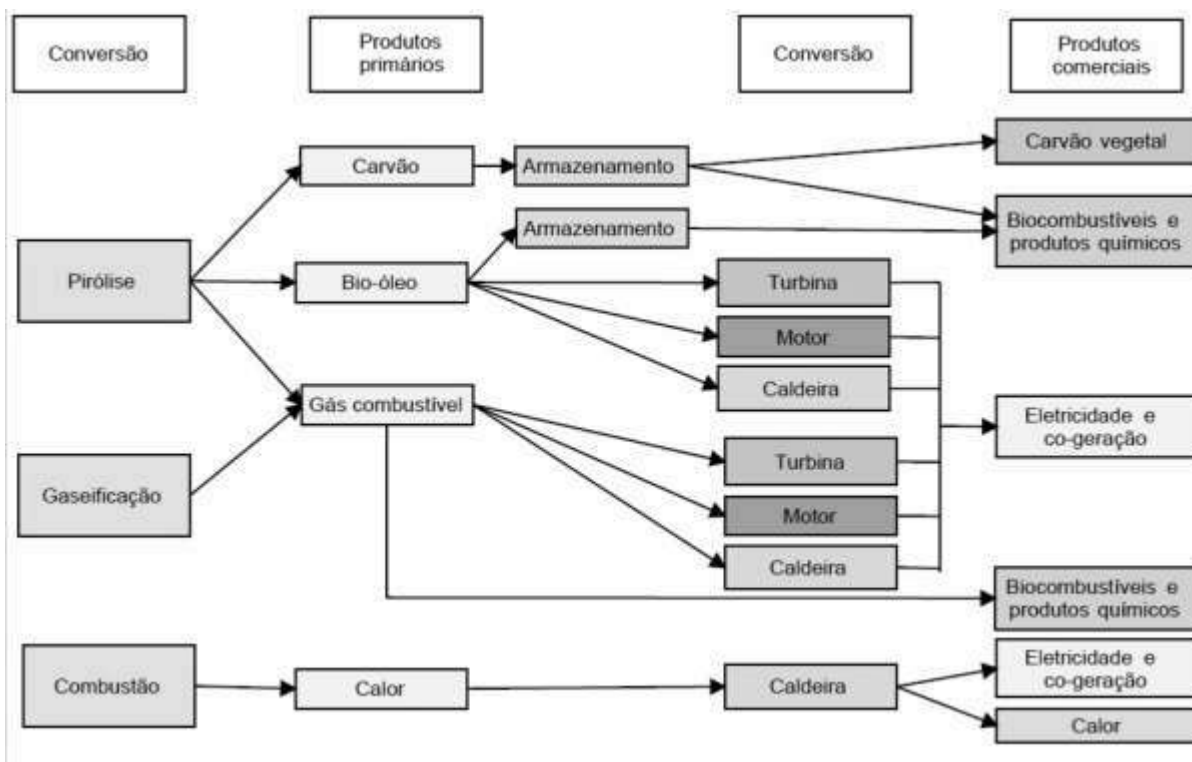 Conversão
Produtos
primários
Conversão
Produtos
comerciais
Carvão
Armazenamento
Carvão vegetal
Armazenamento
Biocombustíveis e
produtos químicos
Pirólise
Bio-óleo
Turbina
Motor
Caldeira
Gás combustível
Eletricidade e
co-geração
Turbina
Gaseificação
Motor
Caldeira
Biocombustíveis e
produtos químicos
Combustão
Calor
Caldeira
Eletricidade e
co-geração
Calor